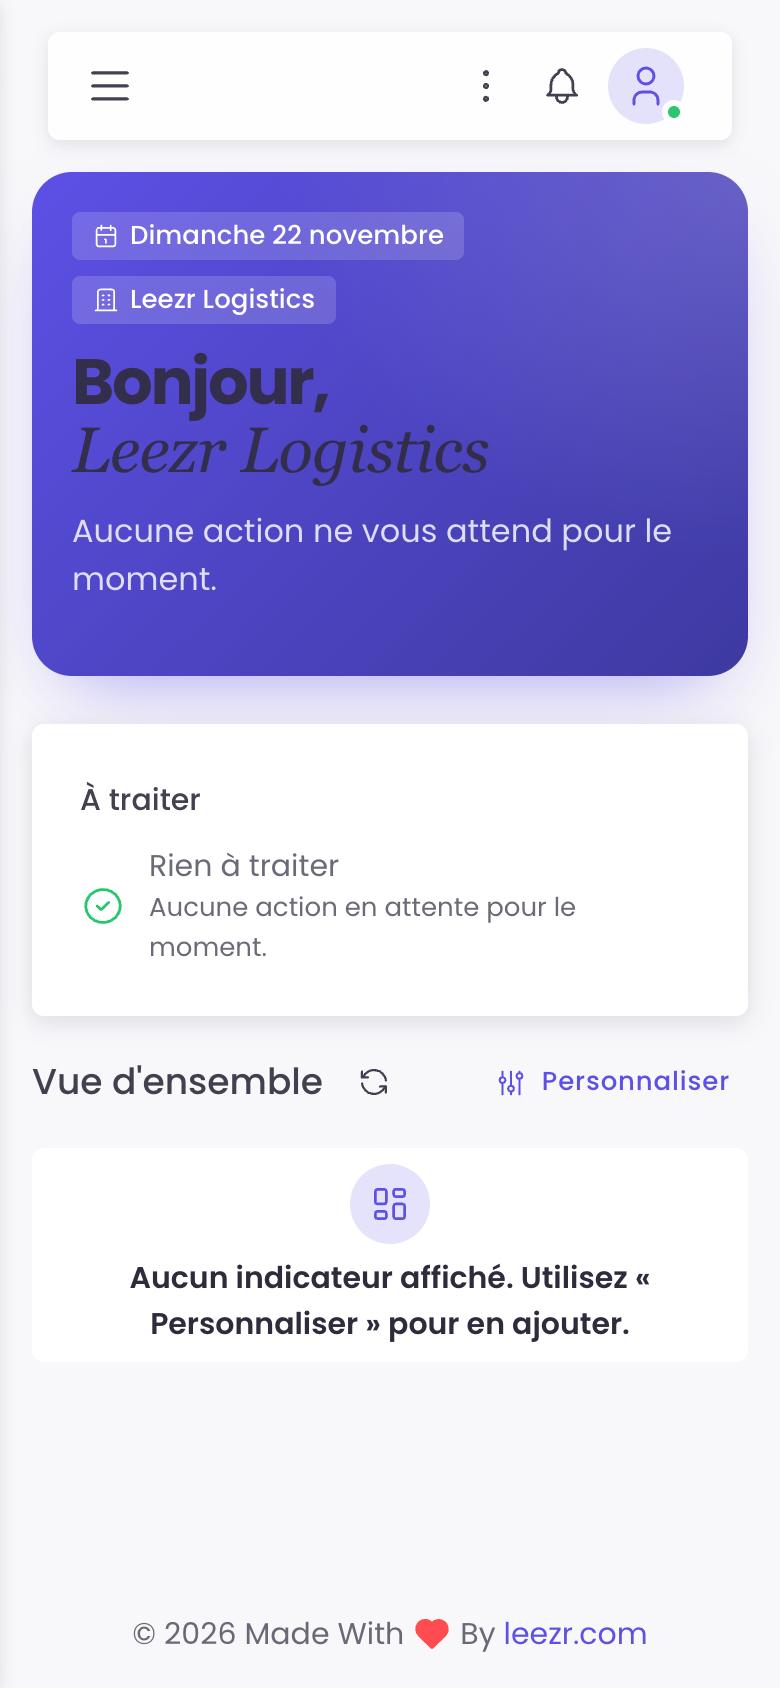 Dimanche 22 novembre
Leezr Logistics
Bonjour,
Leezr Logistics
Aucune action ne vous attend pour le
moment.
À traiter
Rien à traiter
Aucune action en attente pour le
moment.
Vue d'ensemble
Personnaliser
Aucun indicateur affiché. Utilisez «
Personnaliser » pour en ajouter.
© 2026 Made With ❤ By leezr.com